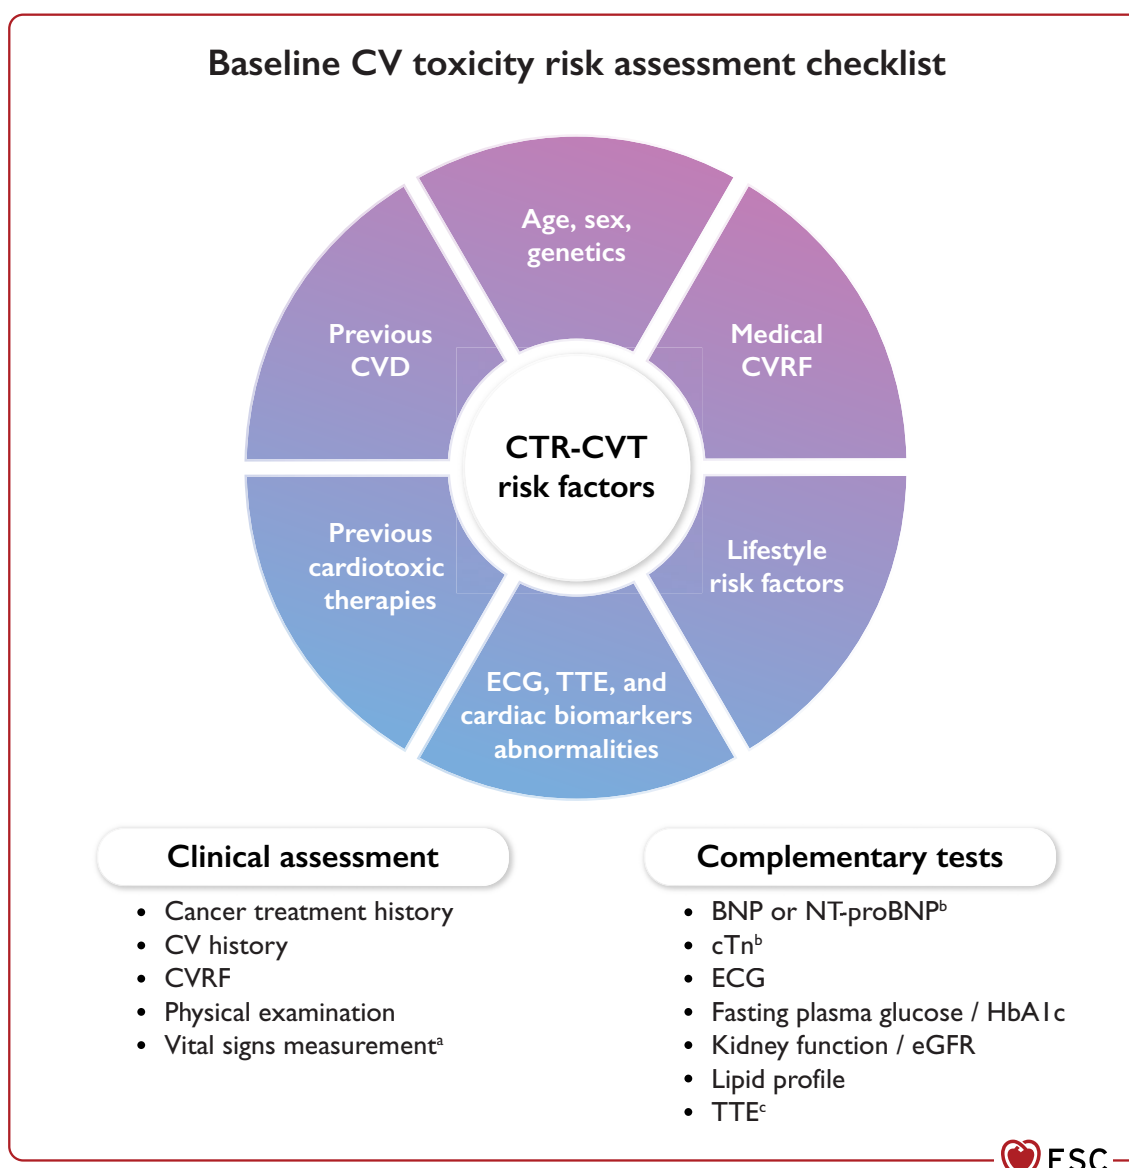 Baseline CV toxicity risk assessment checklist
Age, sex,
genetics
Previous
CVD
Medical
CVRF
CTR-CVT
risk factors
Previous
cardiotoxic
therapies
Lifestyle
risk factors
ECG, TTE, and
cardiac biomarkers
abnormalities
Clinical assessment
• Cancer treatment history
• CV history
• CVRF
• Physical examination
• Vital signs measurementᵃ
Complementary tests
• BNP or NT-proBNPᵇ
• cTnᵇ
• ECG
• Fasting plasma glucose / HbA1c
• Kidney function / eGFR
• Lipid profile
• TTEᶜ
ESC